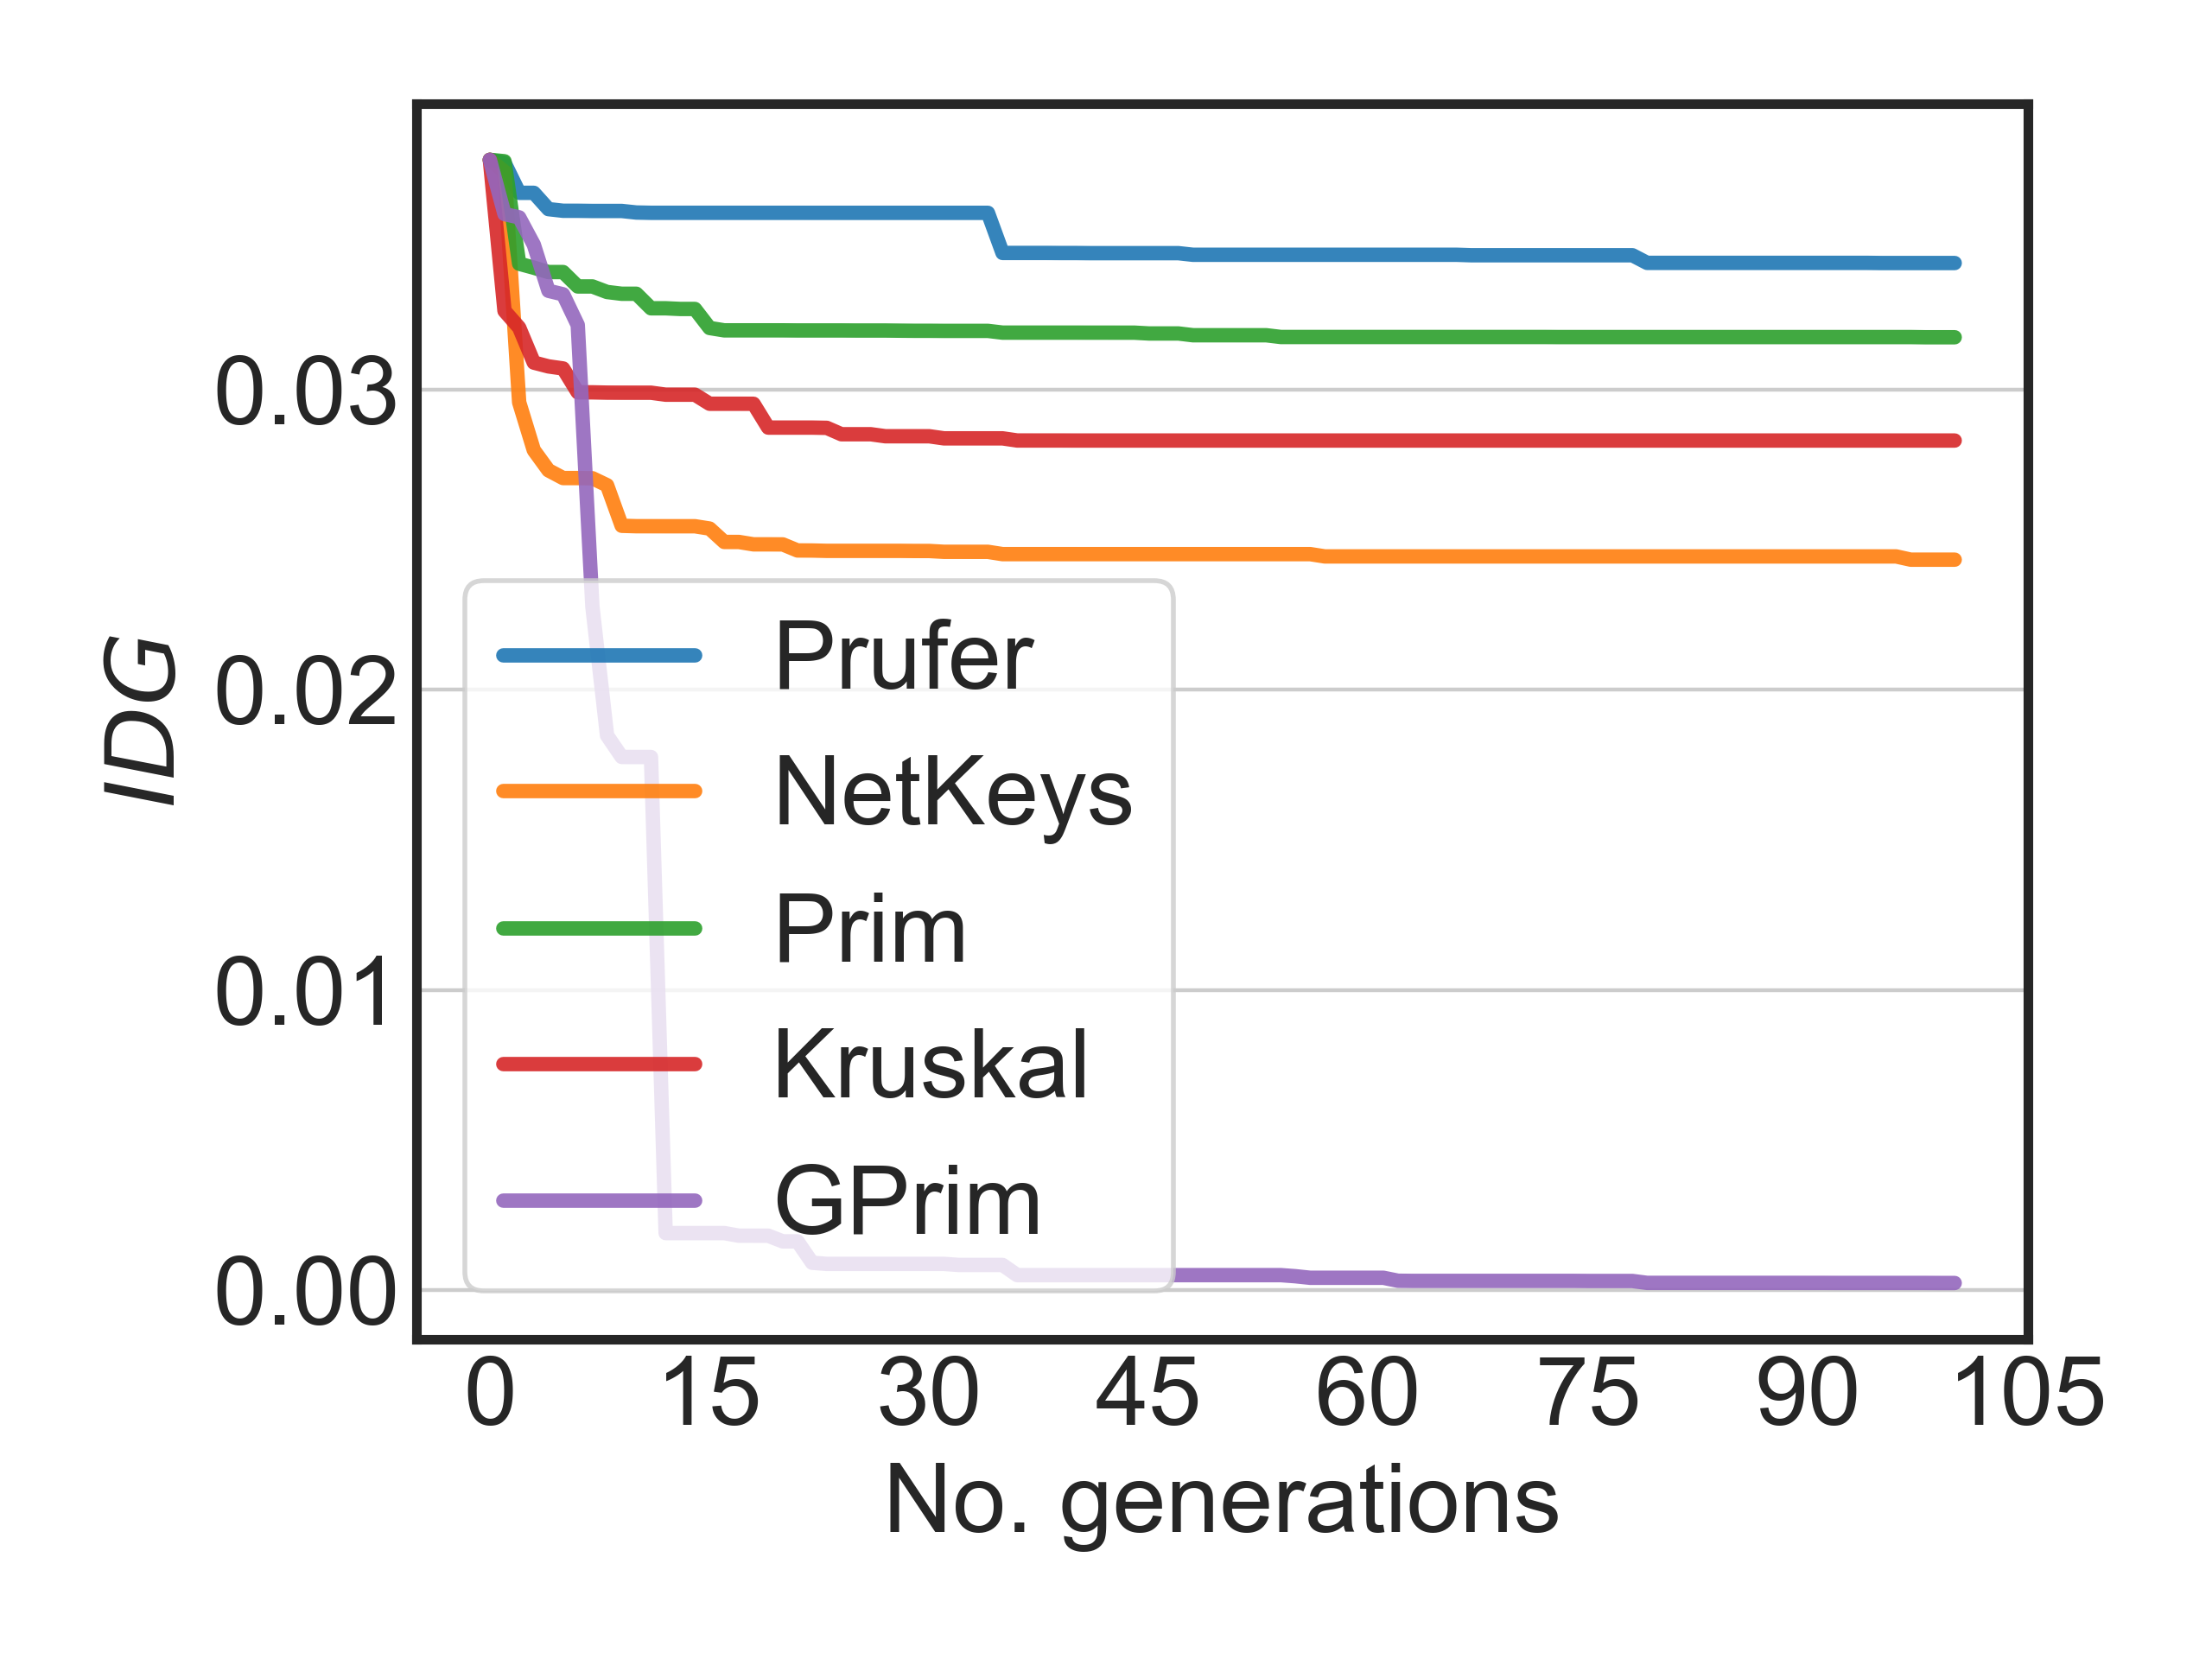 IDG
0.03
0.02
0.01
0.00
Prufer
NetKeys
Prim
Kruskal
GPrim
0 15 30 45 60 75 90 105
No. generations